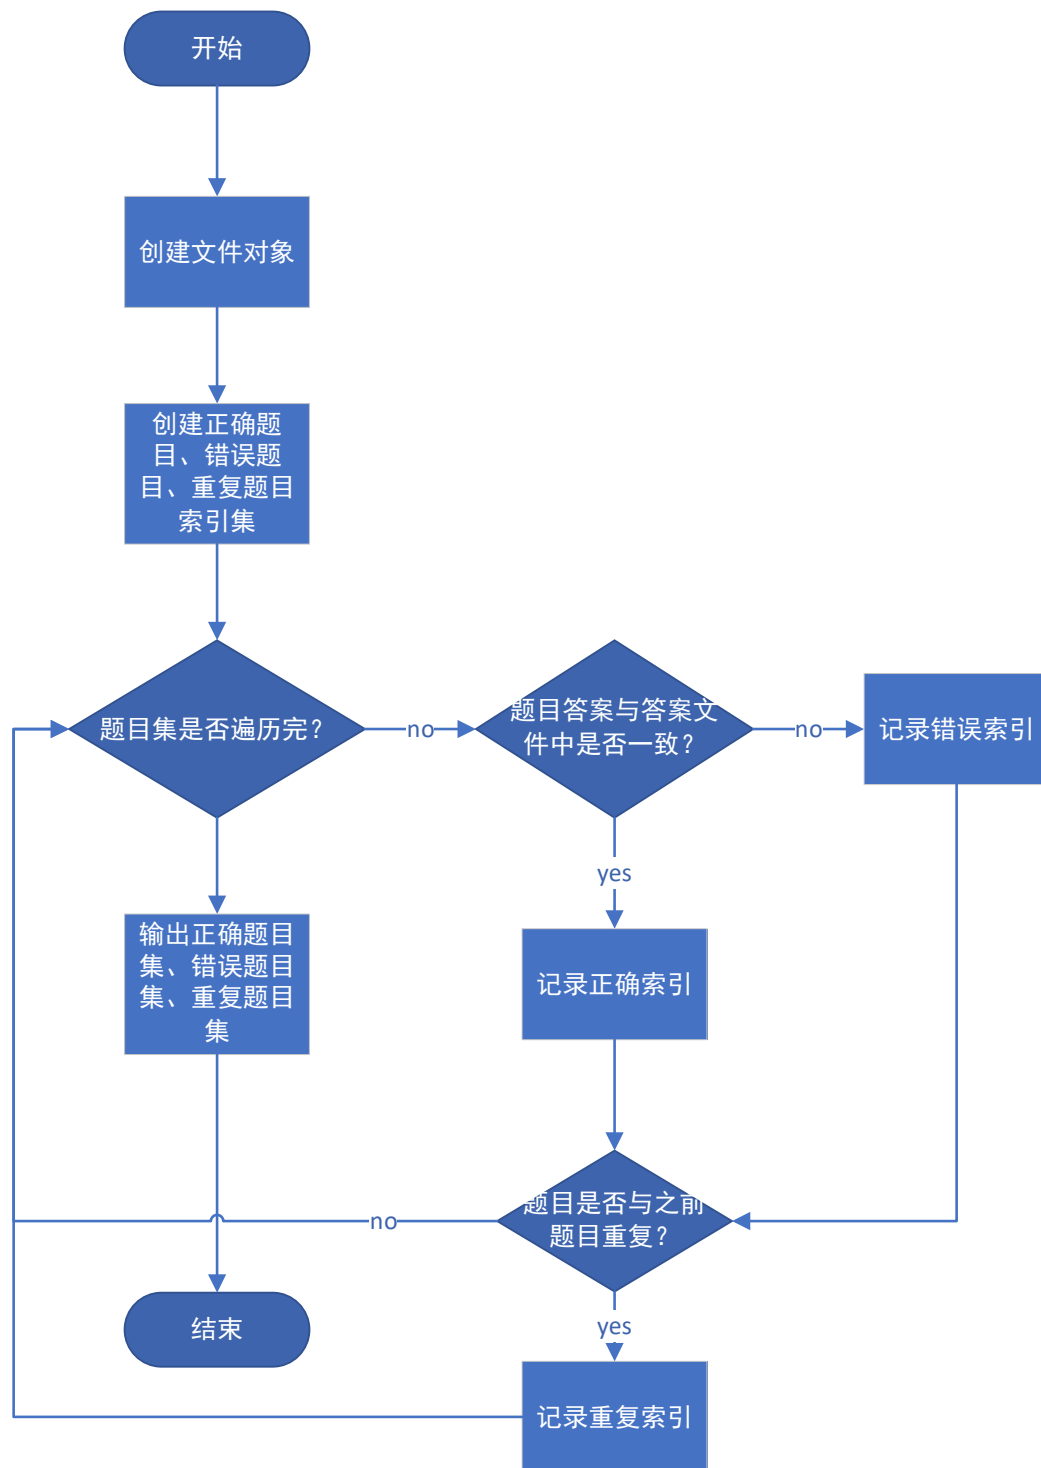 开始
创建文件对象
创建正确题
目、错误题
目、重复题目
索引集
题目集是否遍历完？
no
题目答案与答案文
件中是否一致？
no
记录错误索引
yes
输出正确题目
集、错误题目
集、重复题目
集
记录正确索引
题目是否与之前
题目重复？
no
结束
yes
记录重复索引